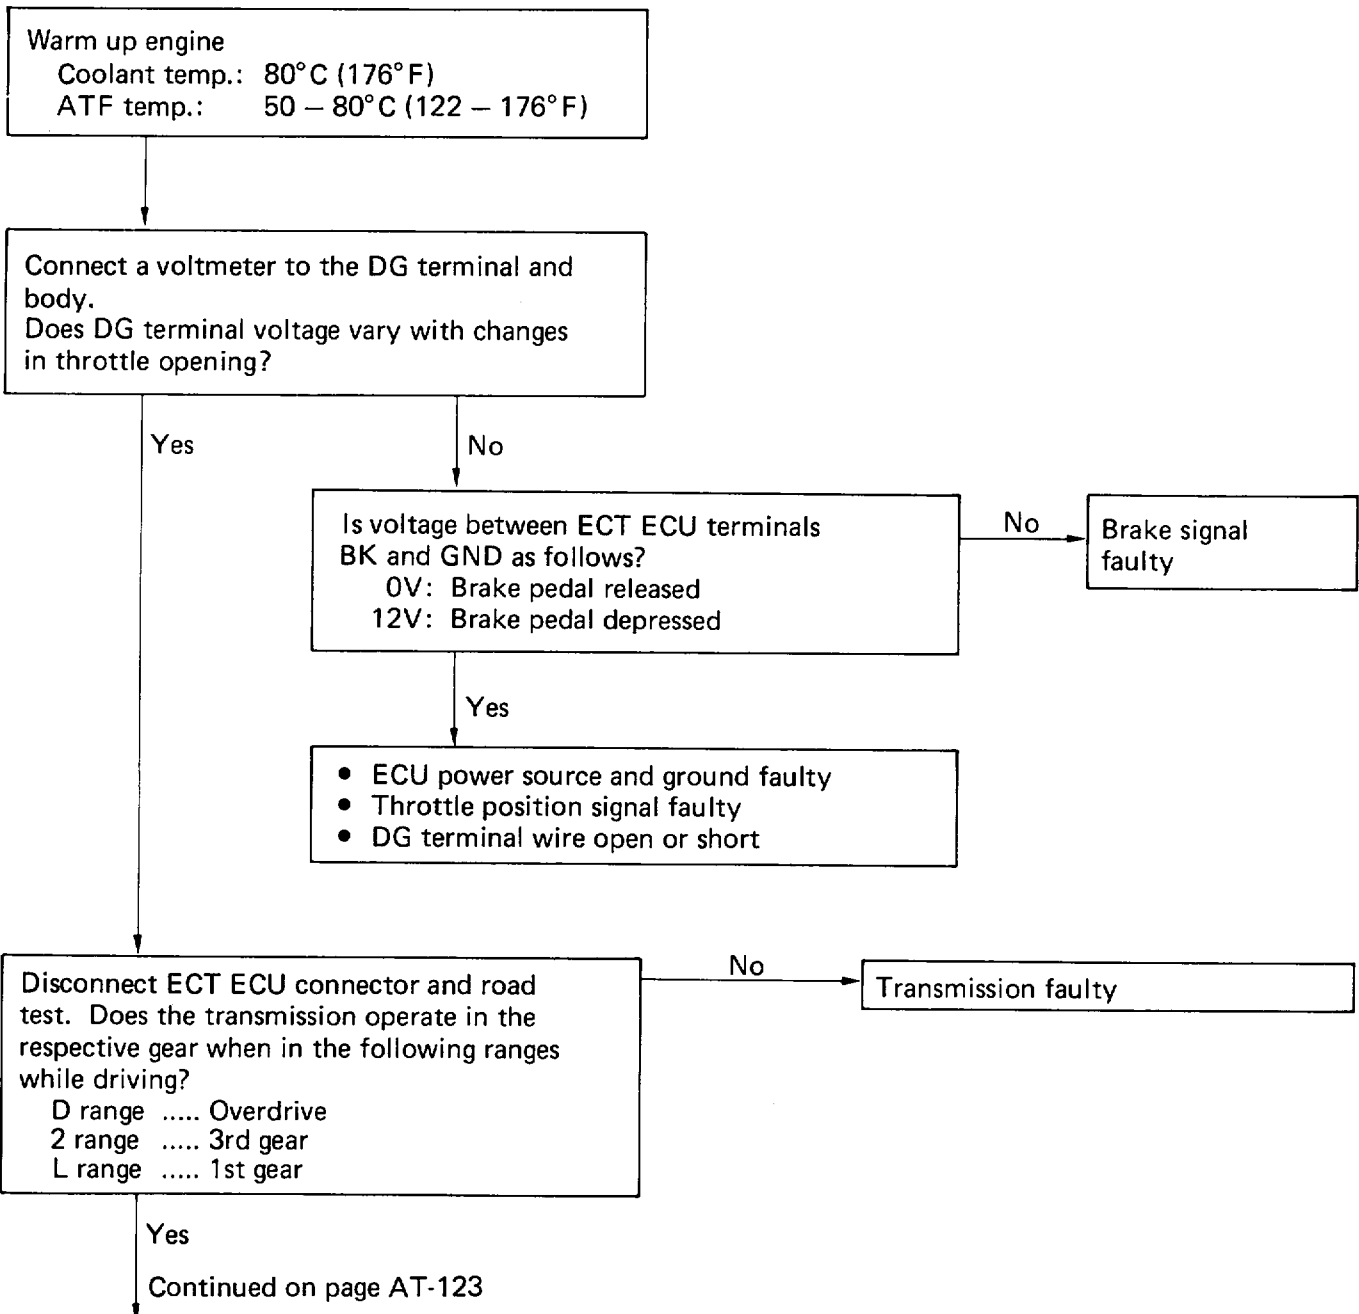 Warm up engine
Coolant temp.: 80°C (176°F)
ATF temp.: 50 – 80°C (122 – 176°F)
Connect a voltmeter to the DG terminal and
body.
Does DG terminal voltage vary with changes
in throttle opening?
Yes
No
Is voltage between ECT ECU terminals
BK and GND as follows?
0V: Brake pedal released
12V: Brake pedal depressed
No
Brake signal
faulty
Yes
• ECU power source and ground faulty
• Throttle position signal faulty
• DG terminal wire open or short
Disconnect ECT ECU connector and road
test. Does the transmission operate in the
respective gear when in the following ranges
while driving?
D range ..... Overdrive
2 range ..... 3rd gear
L range ..... 1st gear
No
Transmission faulty
Yes
Continued on page AT-123